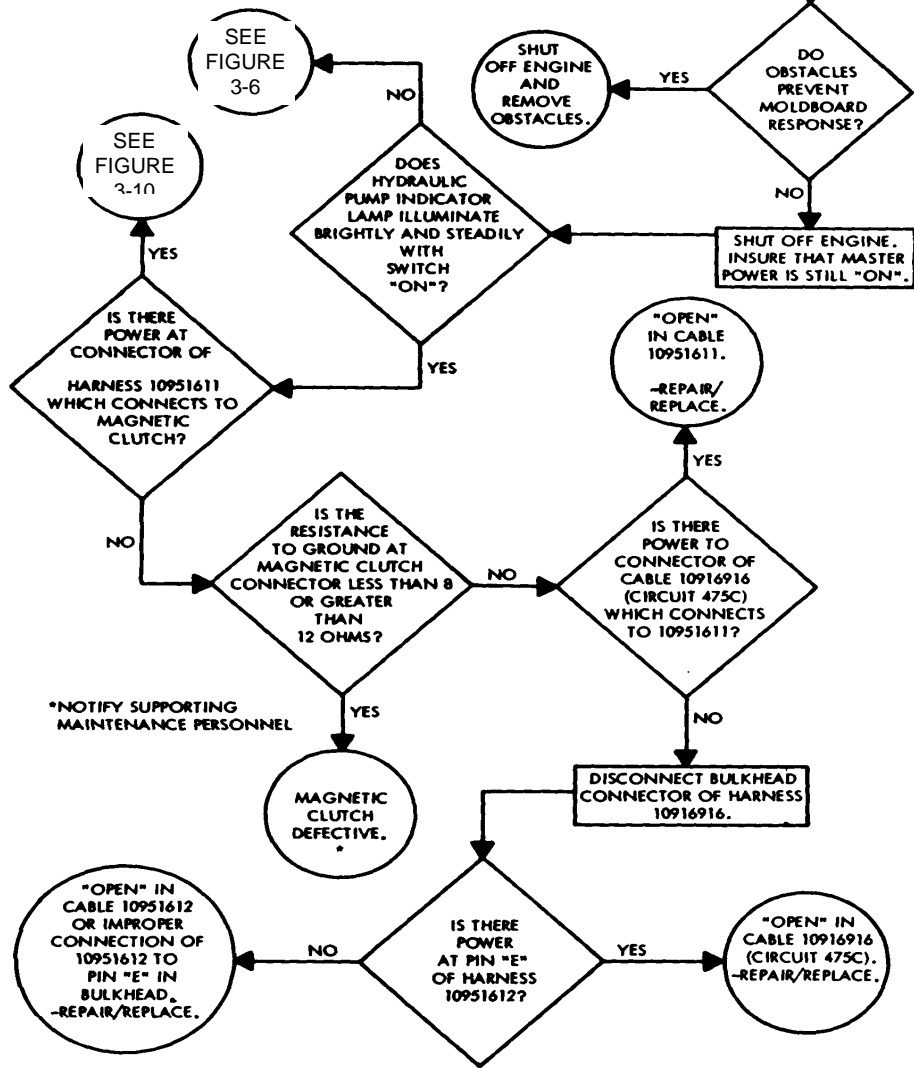 DO
OBSTACLES
PREVENT
MOLDBOARD
RESPONSE?
YES
SHUT
OFF ENGINE
AND
REMOVE
OBSTACLES.
NO
SHUT OFF ENGINE.
INSURE THAT MASTER
POWER IS STILL "ON".
DOES
HYDRAULIC
PUMP INDICATOR
LAMP ILLUMINATE
BRIGHTLY AND STEADILY
WITH
SWITCH
"ON"?
NO
SEE
FIGURE
3-6
YES
IS THERE
POWER AT
CONNECTOR OF
HARNESS 10951611
WHICH CONNECTS TO
MAGNETIC
CLUTCH?
YES
SEE
FIGURE
3-10
NO
IS THE
RESISTANCE
TO GROUND AT
MAGNETIC CLUTCH
CONNECTOR LESS THAN 8
OR GREATER
THAN
12 OHMS?
YES
MAGNETIC
CLUTCH
DEFECTIVE.
*
*NOTIFY SUPPORTING
MAINTENANCE PERSONNEL
NO
IS THERE
POWER TO
CONNECTOR OF
CABLE 10916916
(CIRCUIT 475C)
WHICH CONNECTS
TO 10951611?
YES
"OPEN"
IN CABLE
10951611.
-REPAIR/
REPLACE.
NO
DISCONNECT BULKHEAD
CONNECTOR OF HARNESS
10916916.
IS THERE
POWER
AT PIN "E"
OF HARNESS
10951612?
NO
"OPEN" IN
CABLE 10951612
OR IMPROPER
CONNECTION OF
10951612 TO
PIN "E" IN
BULKHEAD.
-REPAIR/REPLACE.
YES
"OPEN" IN
CABLE 10916916
(CIRCUIT 475C).
-REPAIR/REPLACE.